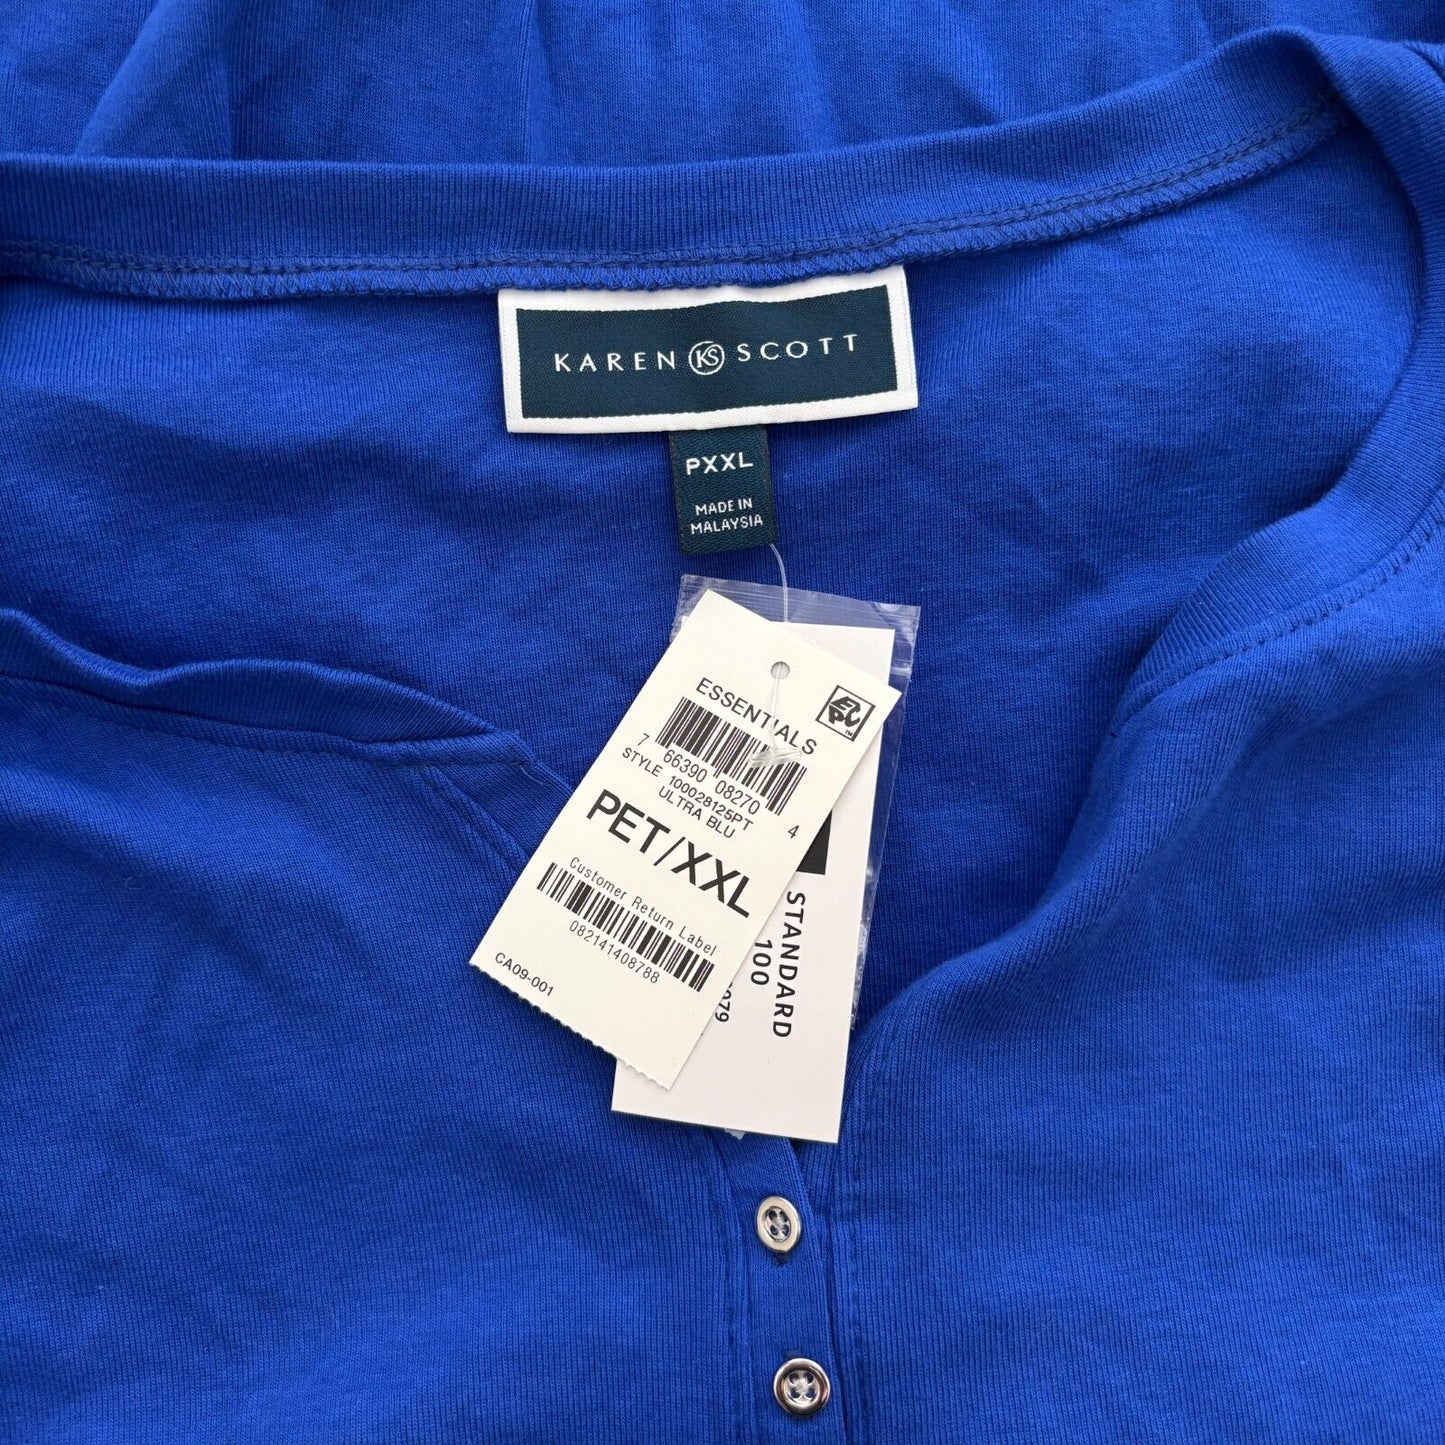 KAREN KS SCOTT
PXXL
MADE IN
MALAYSIA
ESSENTIALS
EPC
7 66390 08270 4
STYLE 100028125PT
ULTRA BLU
PET/XXL
Customer Return Label
082141408788
CA09-001
STANDARD
100